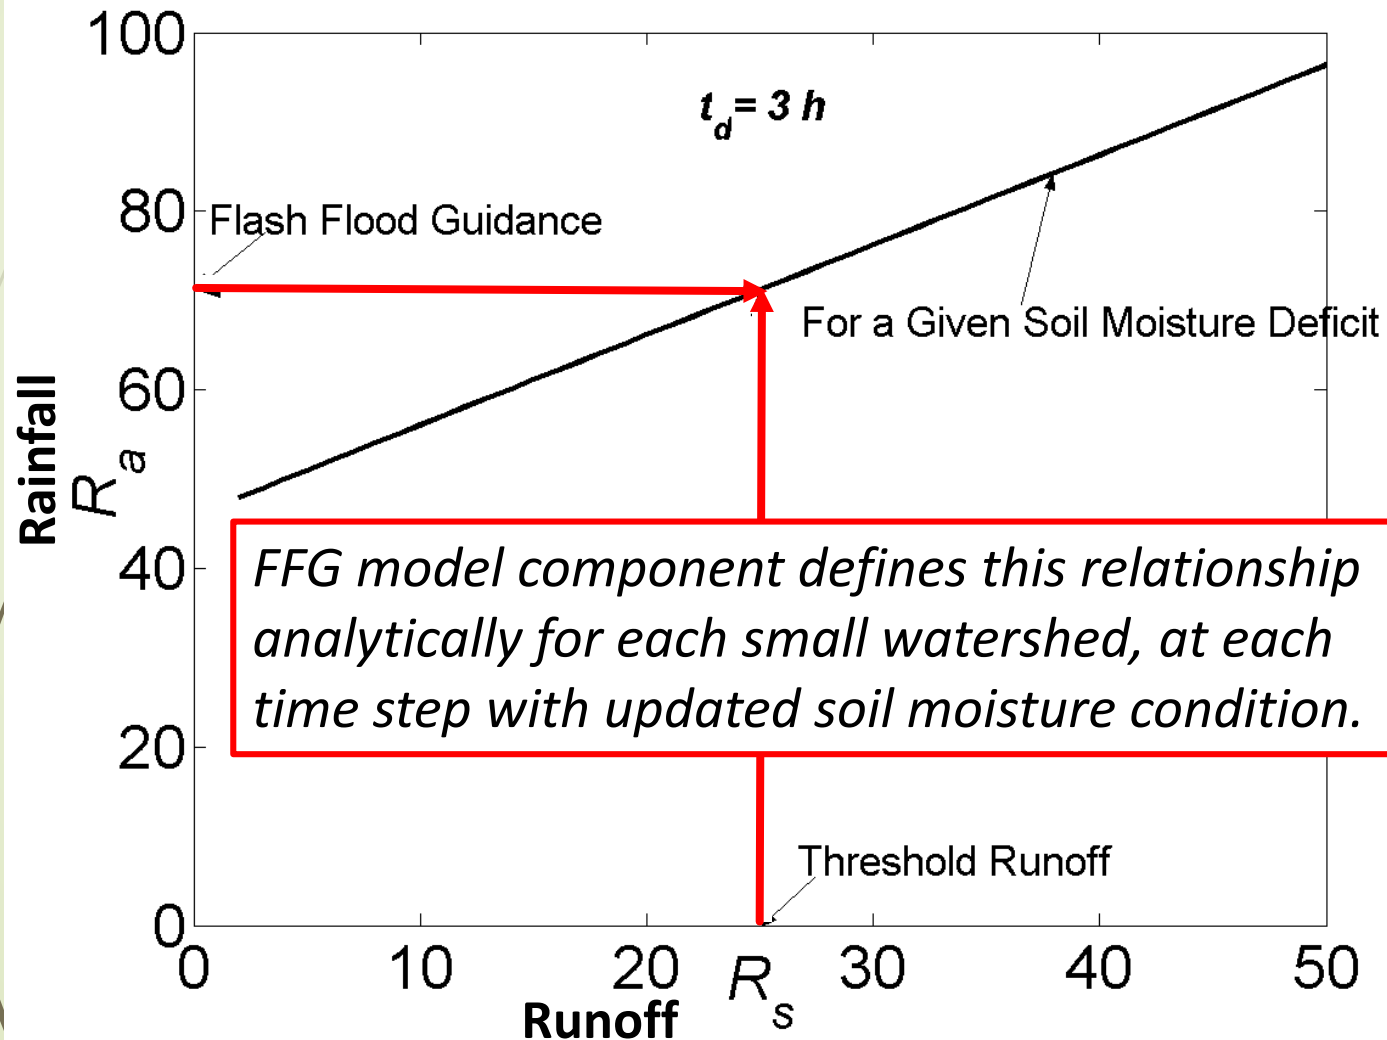 100
t_d= 3 h
80
Flash Flood Guidance
For a Given Soil Moisture Deficit
60
Rainfall
R_a
40
FFG model component defines this relationship
analytically for each small watershed, at each
time step with updated soil moisture condition.
20
Threshold Runoff
0
0 10 20 R_s 30 40 50
Runoff